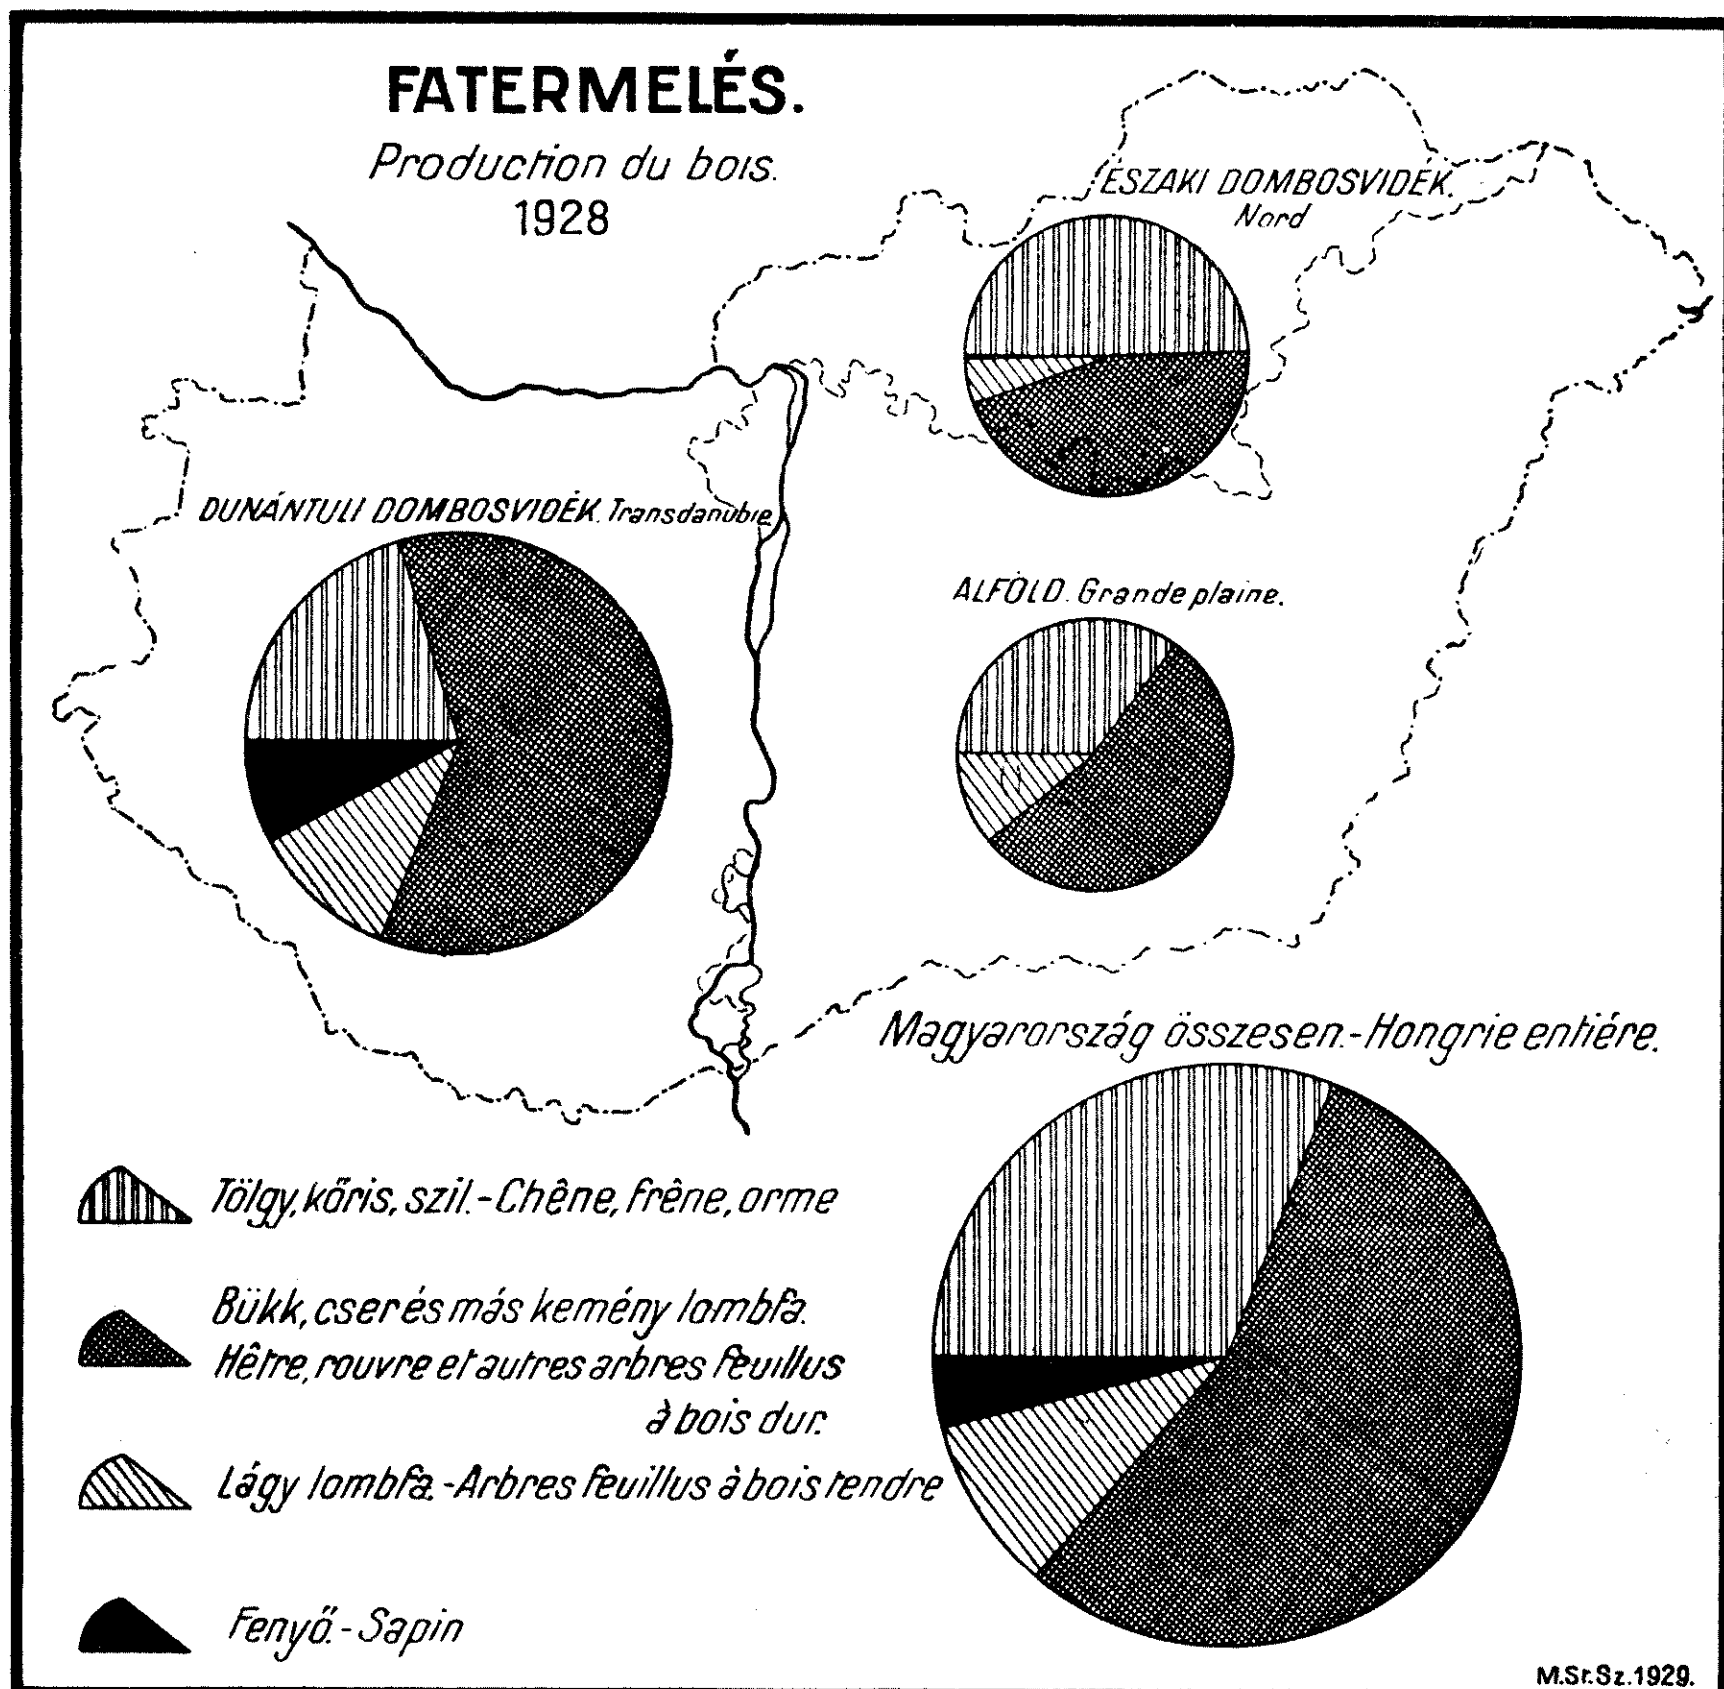 FATERMELÉS.
Production du bois.
1928
ÉSZAKI DOMBOSVIDÉK.
Nord
DUNÁNTULI DOMBOSVIDÉK. Transdanubie
ALFÖLD. Grande plaine.
Magyarország összesen.-Hongrie entiére.
Tölgy, kőris, szil.-Chêne, frêne, orme
Bükk, cser és más kemény lombfa.
Hêtre, rouvre et autres arbres feuillus
à bois dur.
Lágy lombfa.-Arbres feuillus à bois tendre
Fenyő.-Sapin
M.St.Sz.1929.